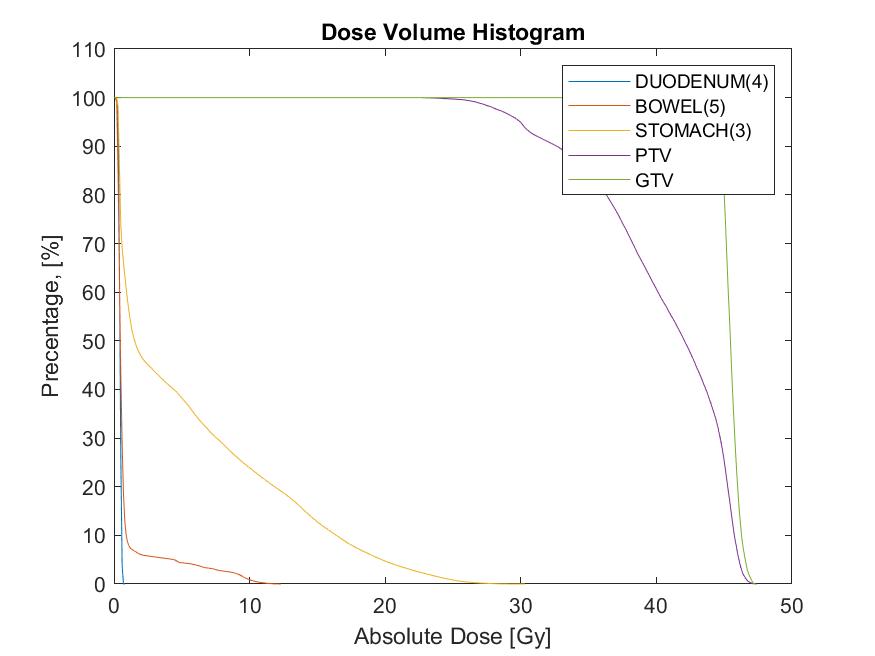 Dose Volume Histogram
110
100
90
80
70
60
50
40
30
20
10
0
Precentage, [%]
DUODENUM(4)
BOWEL(5)
STOMACH(3)
PTV
GTV
0 10 20 30 40 50
Absolute Dose [Gy]